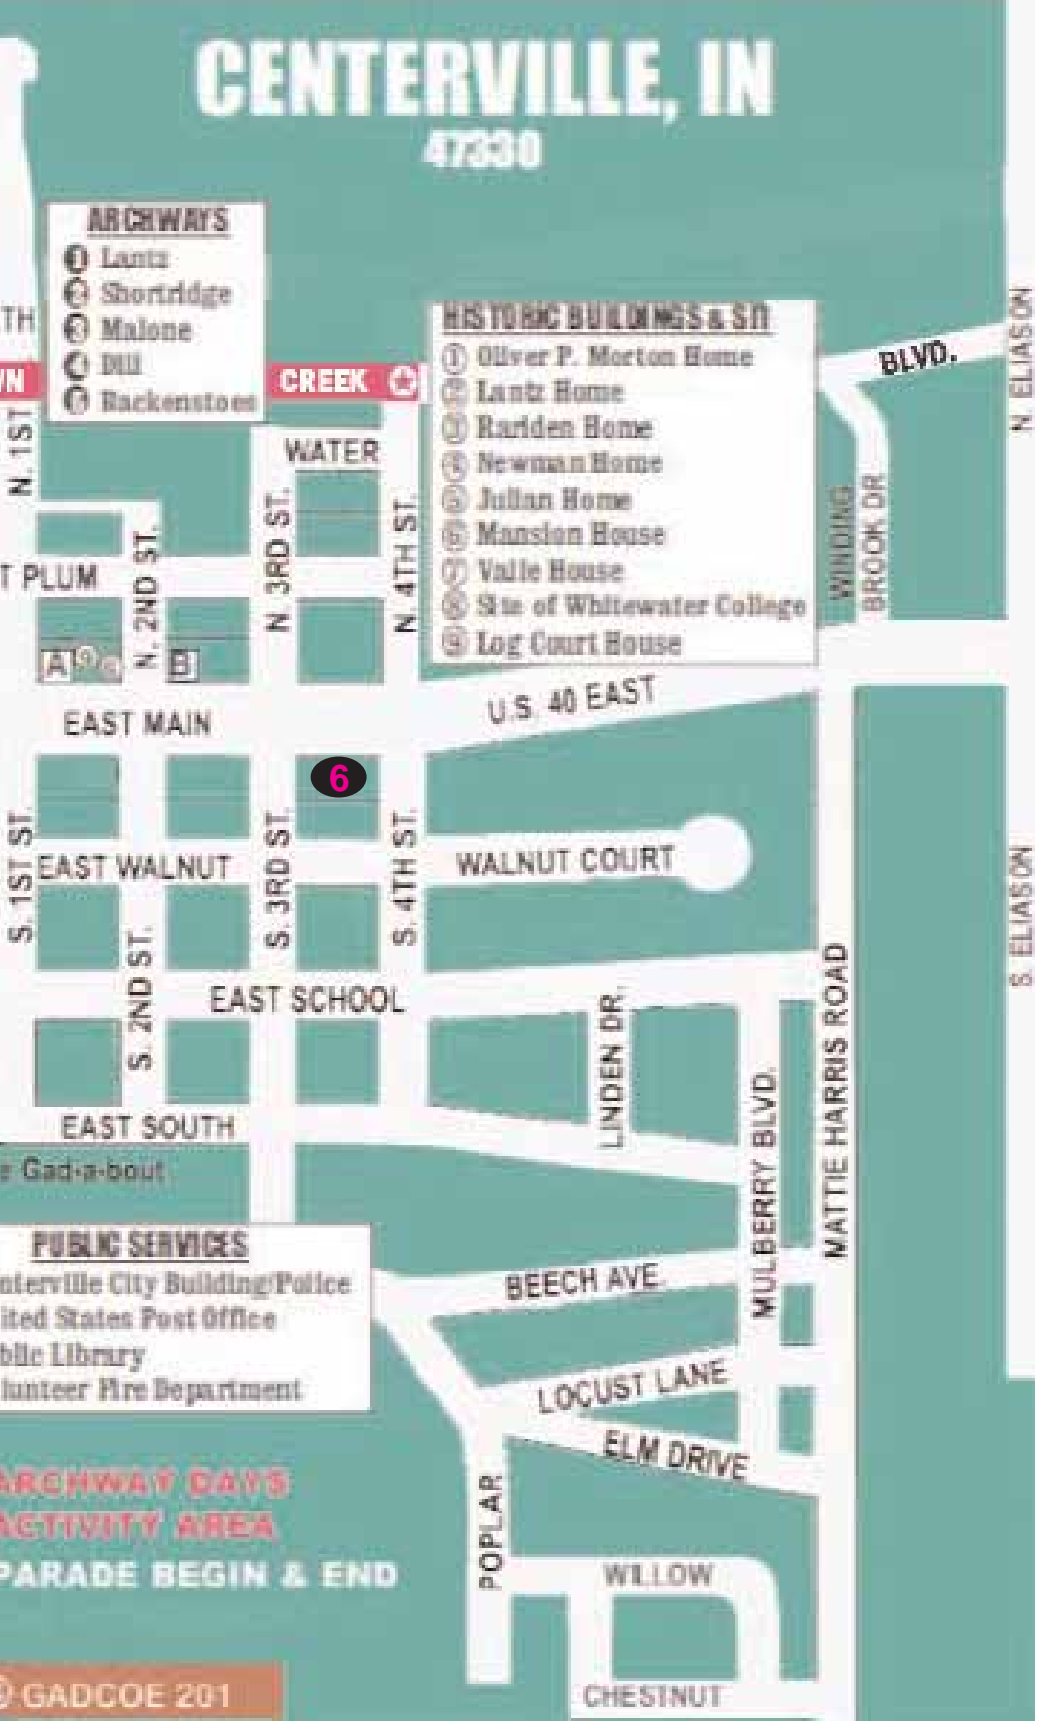 CENTERVILLE, IN
47330
ARCHWAYS
1 Lantz
2 Shortridge
3 Malone
4 Dill
5 Backenstoes
HISTORIC BUILDINGS & SIT
1 Oliver P. Morton Home
2 Lantz Home
3 Rariden Home
4 Newman Home
5 Julian Home
6 Mansion House
7 Vaile House
8 Site of Whitewater College
9 Log Court House
TH
WN
CREEK
BLVD.
N. ELIASON
N. 1ST
WATER
N. 2ND ST.
N. 3RD ST.
N. 4TH ST.
WINDING
BROOK DR
T PLUM
A
9
B
EAST MAIN
U.S. 40 EAST
6
S. 1ST ST.
EAST WALNUT
S. 3RD ST.
S. 4TH ST.
WALNUT COURT
S. ELIASON
S. 2ND ST.
EAST SCHOOL
LINDEN DR.
MATTIE HARRIS ROAD
EAST SOUTH
MULBERRY BLVD.
e Gad-a-bout
PUBLIC SERVICES
nterville City Building/Police
ited States Post Office
blic Library
lunteer Fire Department
BEECH AVE.
LOCUST LANE
ELM DRIVE
ARCHWAY DAYS
ACTIVITY AREA
PARADE BEGIN & END
POPLAR
WILLOW
GADCOE 201
CHESTNUT